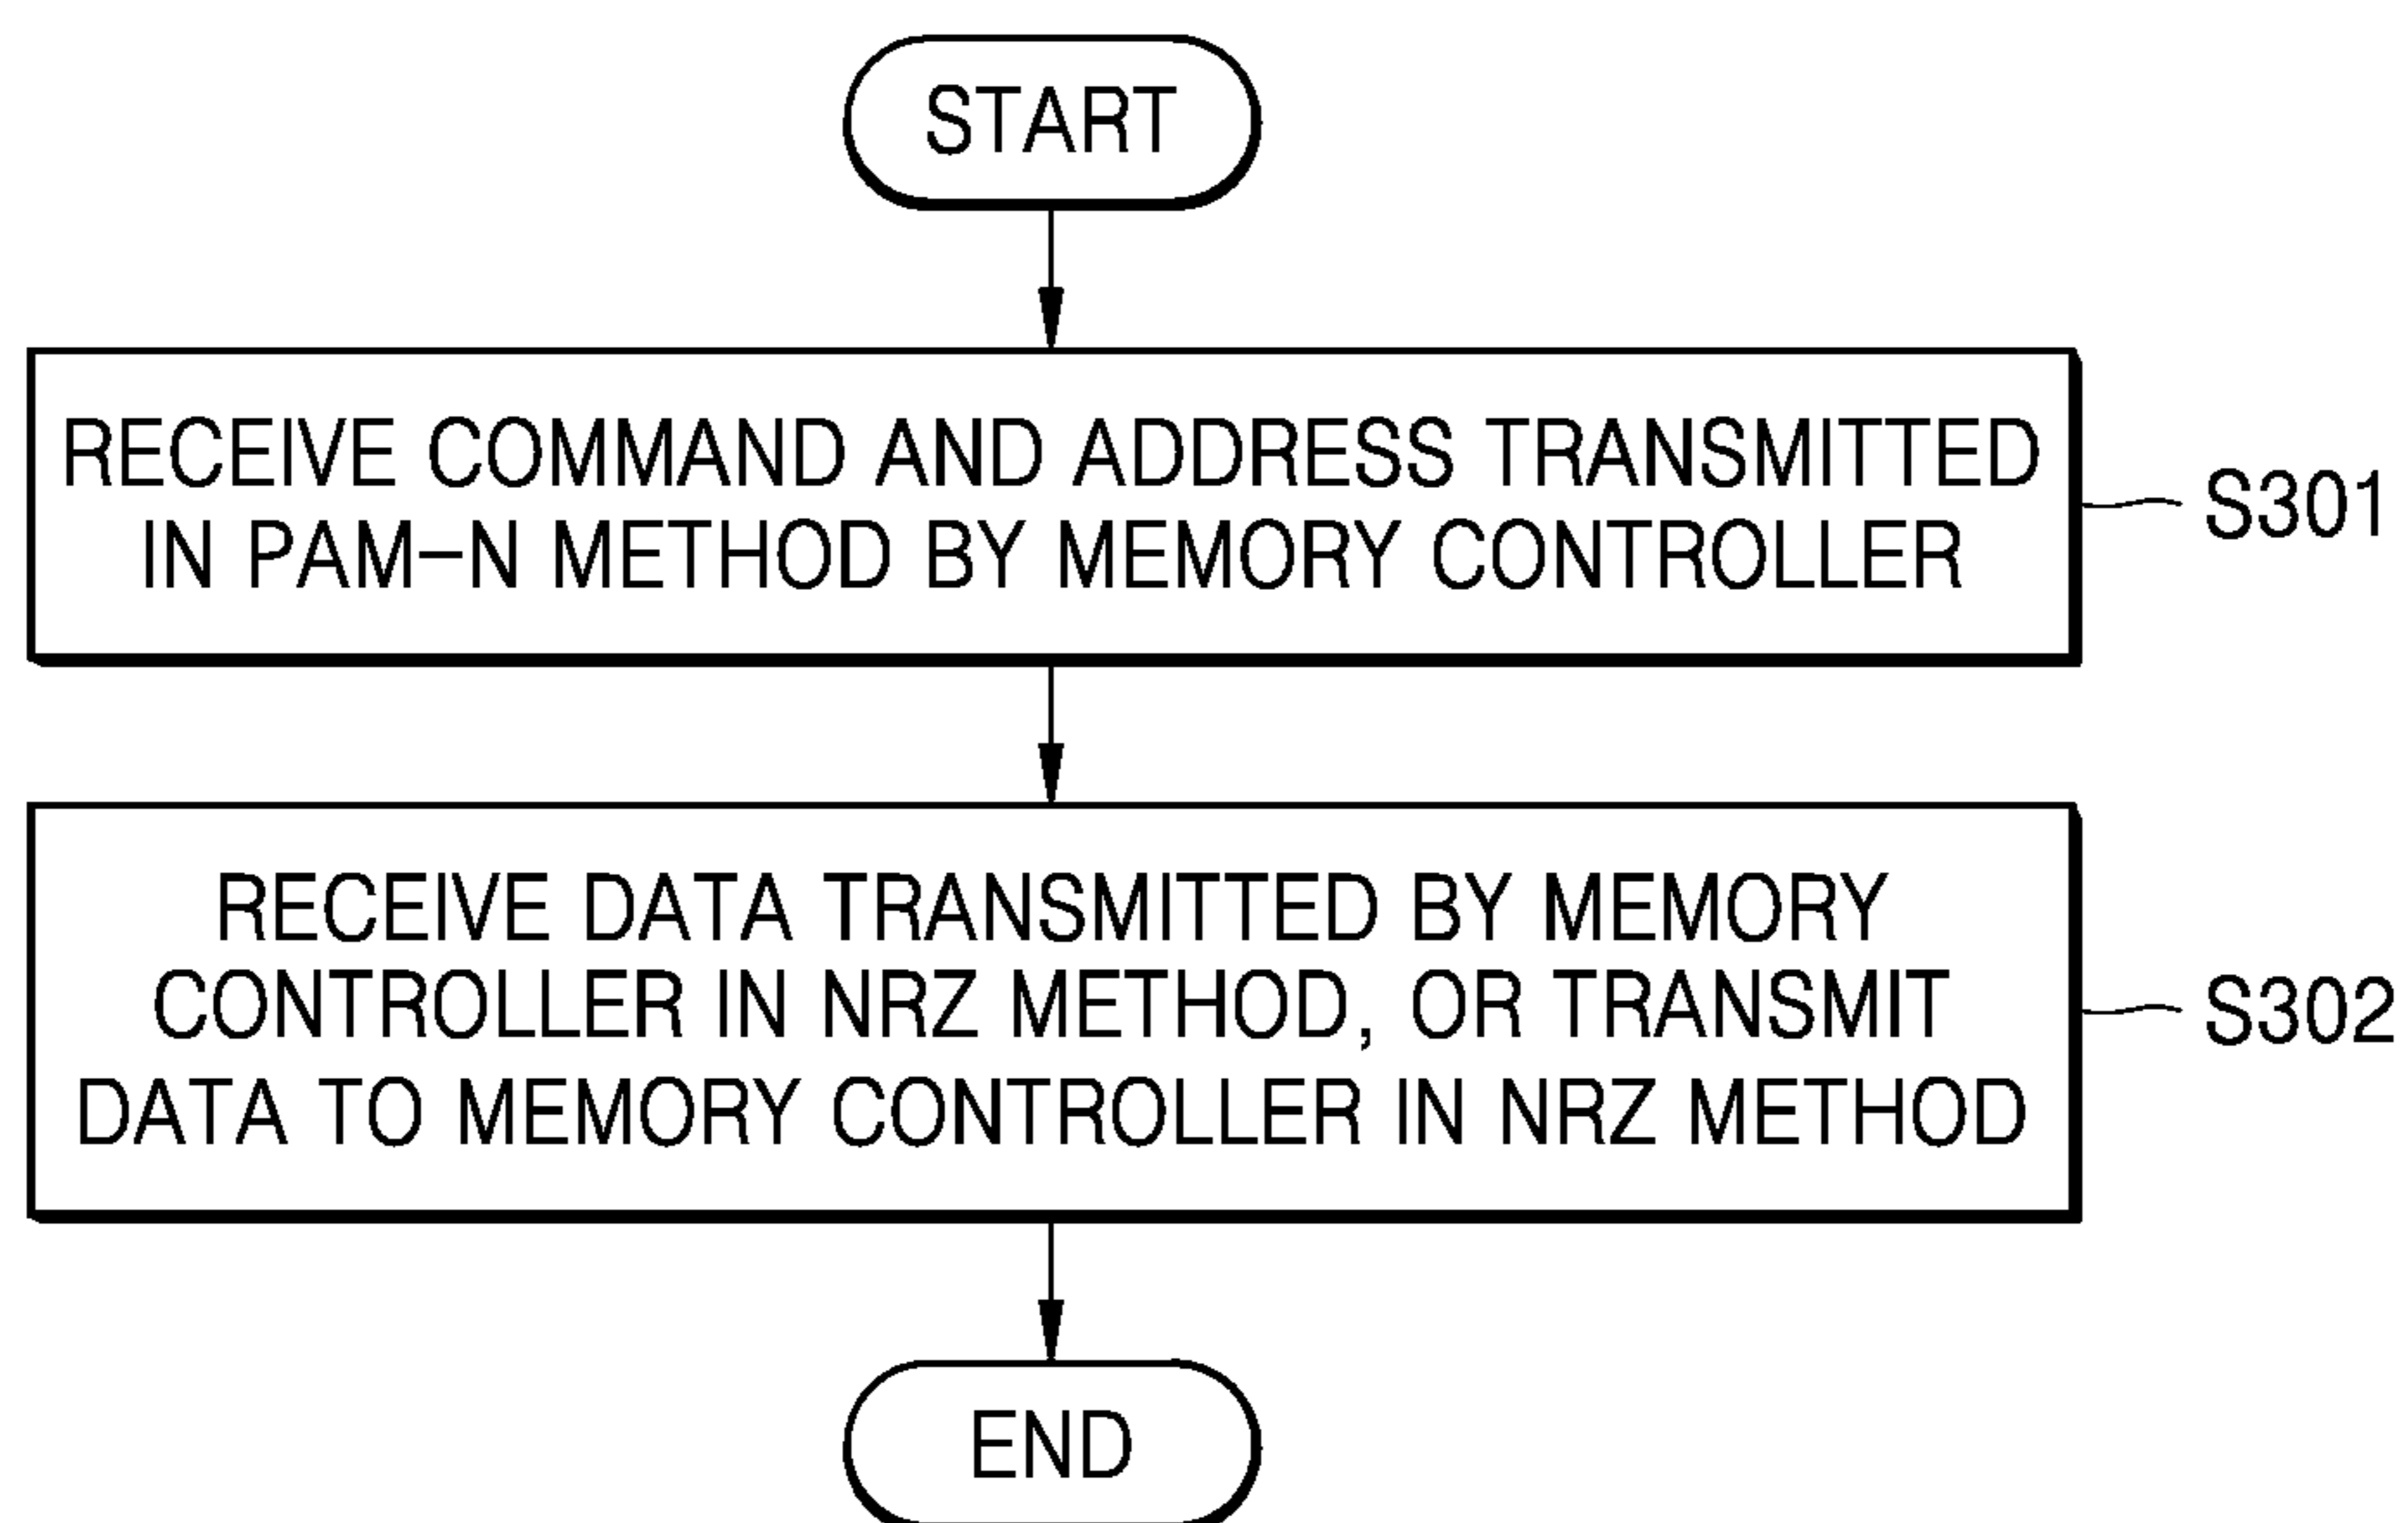 START
RECEIVE COMMAND AND ADDRESS TRANSMITTED
IN PAM-N METHOD BY MEMORY CONTROLLER
S301
RECEIVE DATA TRANSMITTED BY MEMORY
CONTROLLER IN NRZ METHOD, OR TRANSMIT
DATA TO MEMORY CONTROLLER IN NRZ METHOD
S302
END